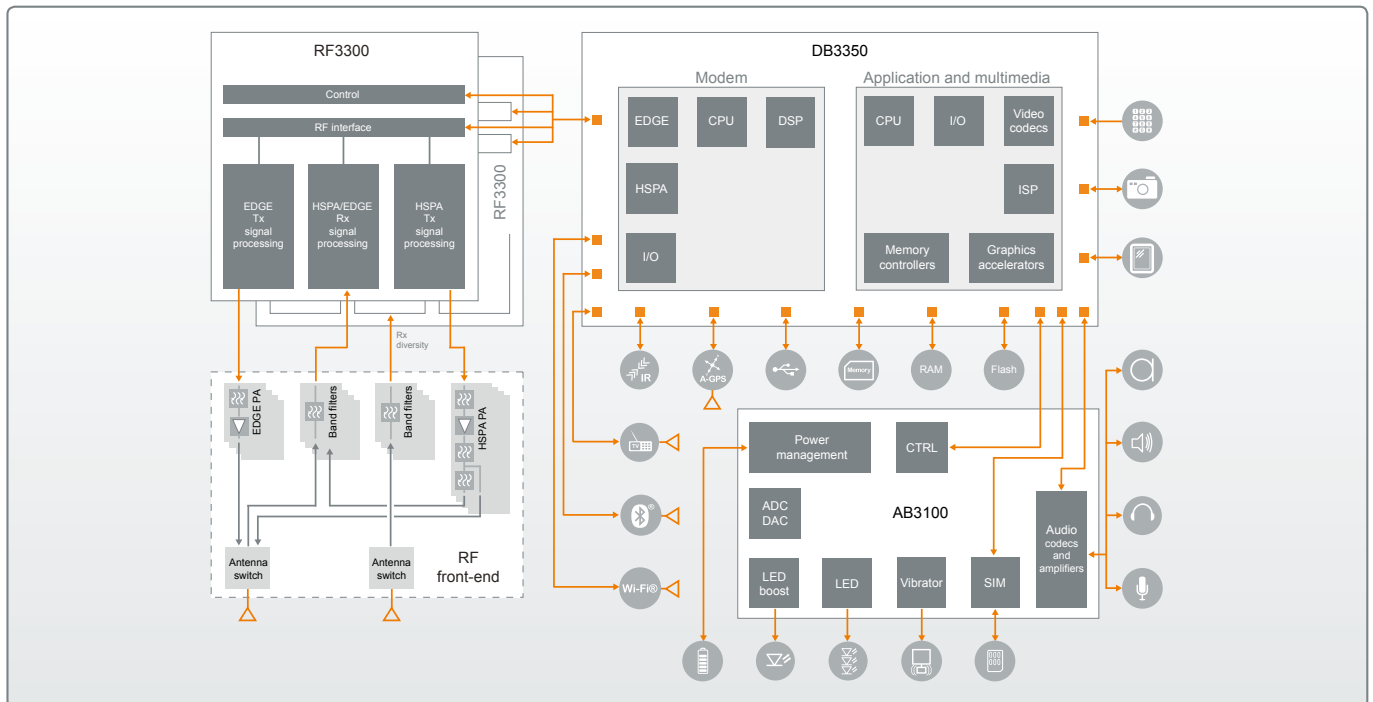 RF3300
Control
RF interface
EDGE
Tx
signal
processing
HSPA/EDGE
Rx
signal
processing
HSPA
Tx
signal
processing
RF3300
Rx
diversity
EDGE PA
Band filters
Band filters
HSPA PA
Antenna
switch
Antenna
switch
RF
front-end
DB3350
Modem
EDGE
CPU
DSP
HSPA
I/O
Application and multimedia
CPU
I/O
Video
codecs
ISP
Memory
controllers
Graphics
accelerators
IR
A-GPS
Memory
RAM
Flash
TV
®
Wi-Fi®
Power
management
CTRL
ADC
DAC
AB3100
Audio
codecs
and
amplifiers
LED
boost
LED
Vibrator
SIM